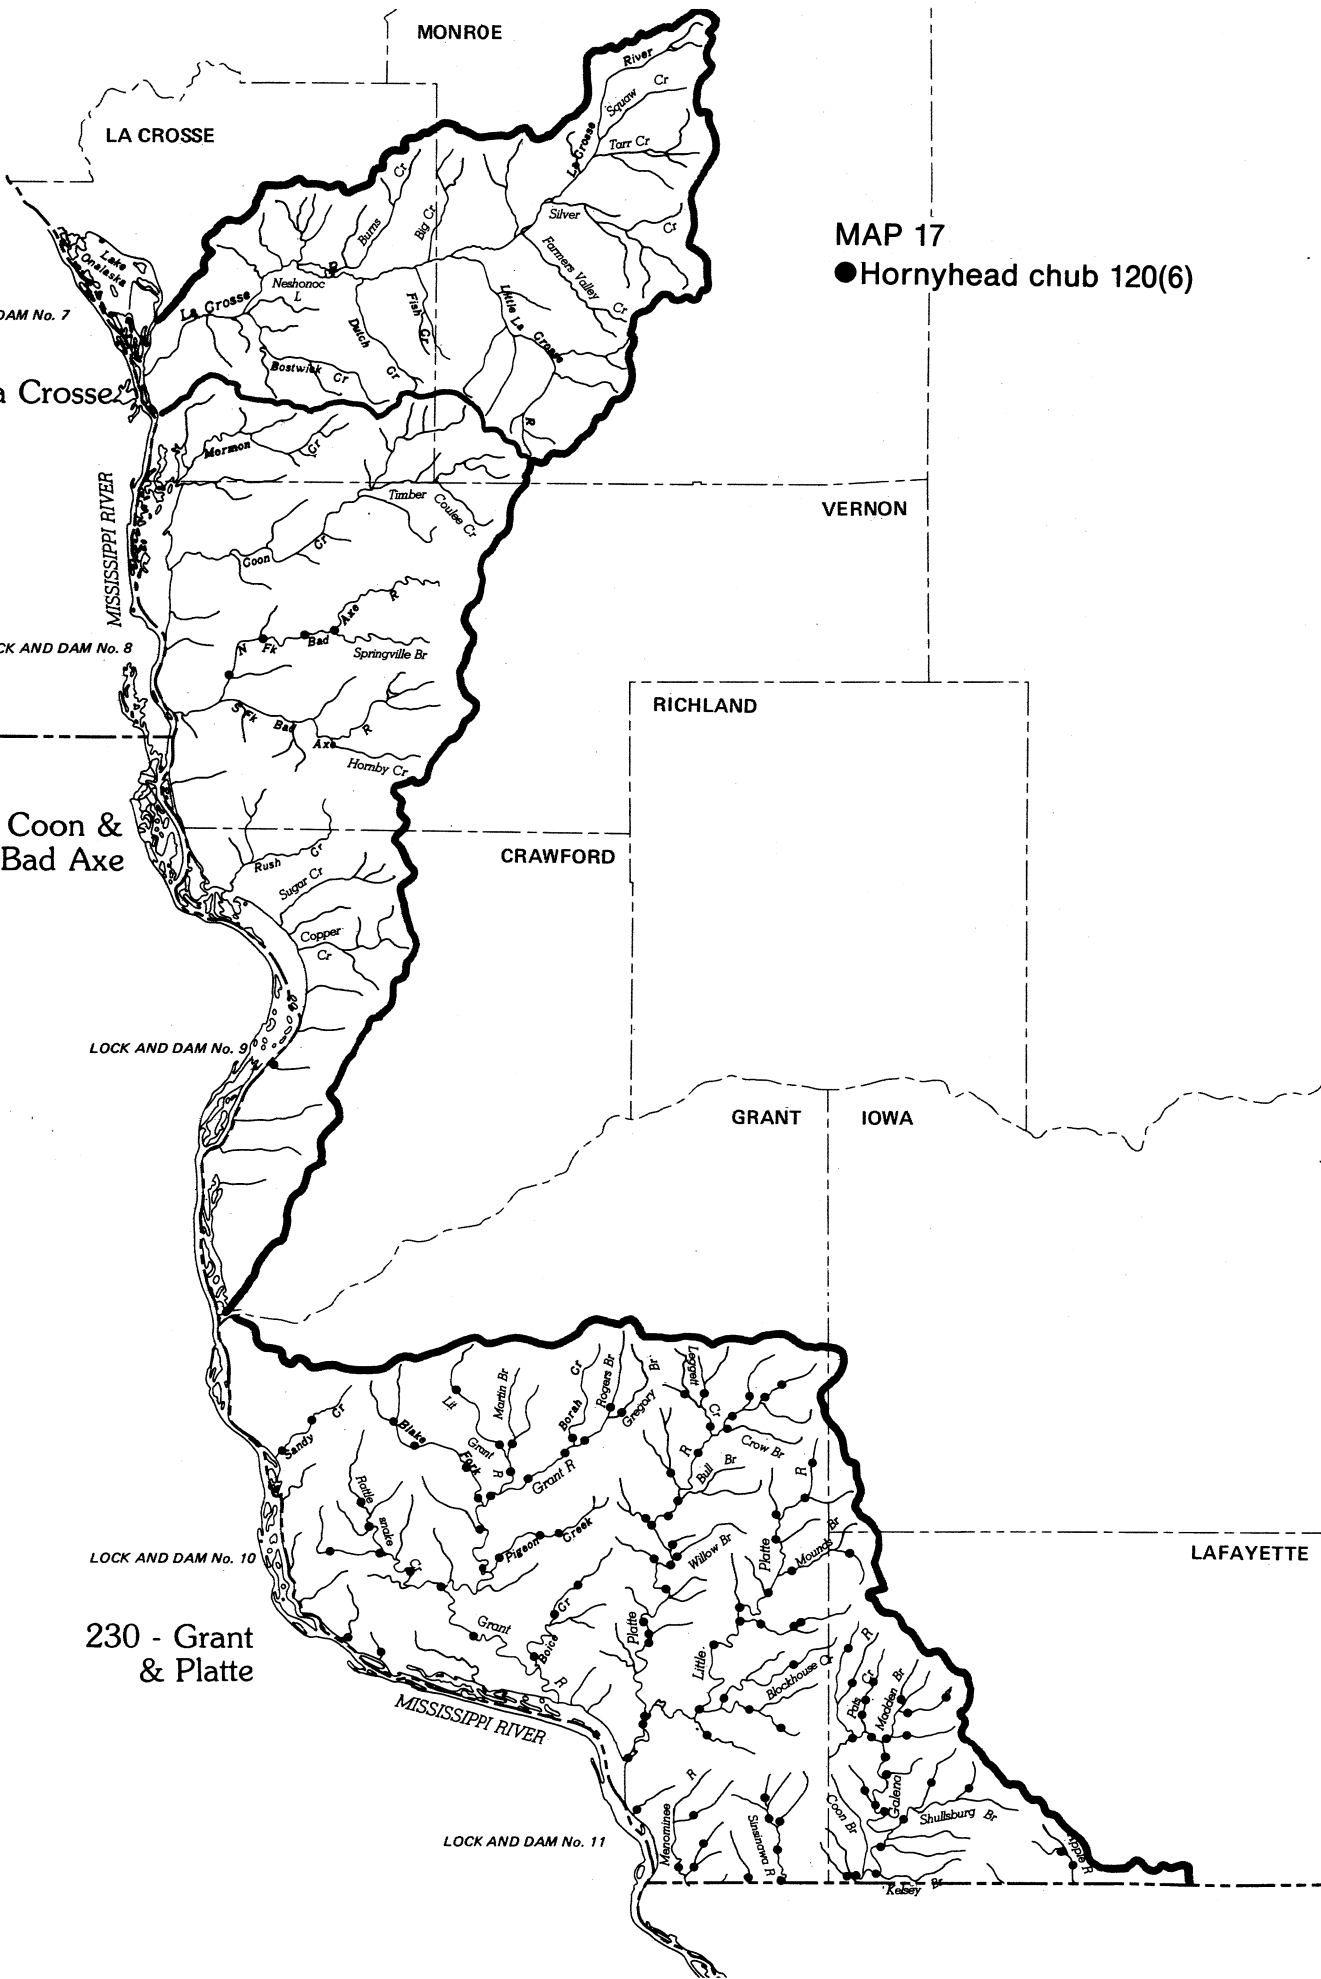 MONROE
LA CROSSE
River
Squaw Cr
La Crosse
Tarr Cr
Burns Cr
Big Cr
Silver Cr
Lake
Onalaska
MAP 17
●Hornyhead chub 120(6)
Farmers Valley Cr
Neshonoc
L
La Crosse R
DAM No. 7
Fish Cr
Dutch Cr
Little La Crosse R
Bostwick Cr
a Crosse
Mormon Cr
MISSISSIPPI RIVER
Timber
Coulee Cr
VERNON
Coon Cr
N Fk Bad Axe R
Springville Br
CK AND DAM No. 8
RICHLAND
S Fk Bad Axe R
Hornby Cr
Coon &
Bad Axe
CRAWFORD
Rush Cr
Sugar Cr
Copper
Cr
LOCK AND DAM No. 9
GRANT
IOWA
Sandy Cr
Blake Fork
Lit Grant R
Martin Br
Borah Cr
Rogers Br
Gregory Br
Leggett Cr
Crow Br
Bull Br
R
Grant R
Rattle
snake Cr
Pigeon Creek
Willow Br
Platte R
Mounds Br
LOCK AND DAM No. 10
LAFAYETTE
230 - Grant
& Platte
Grant R
Boice Cr
Platte R
Little
Blockhouse Cr
Pats Cr
Madden Br
R
MISSISSIPPI RIVER
Galena
Shullsburg Br
Coon Br
LOCK AND DAM No. 11
Menominee R
Sinsinawa R
Apple R
Kelsey Br